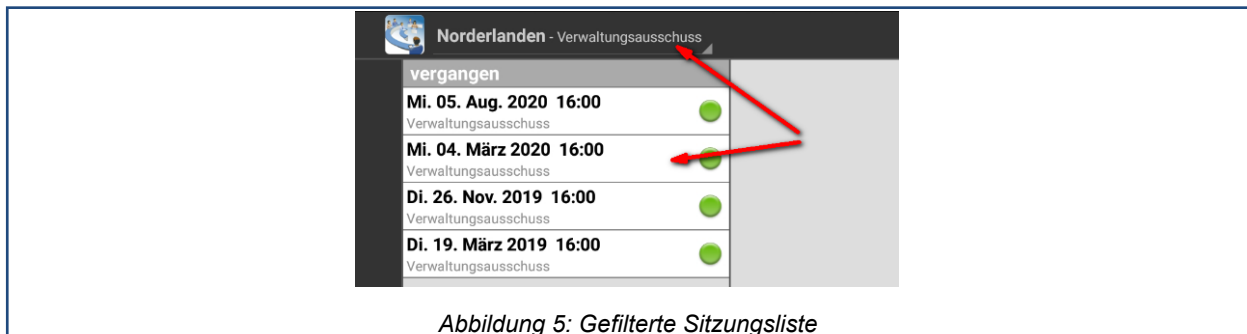 Norderlanden - Verwaltungsausschuss
vergangen
Mi. 05. Aug. 2020 16:00
Verwaltungsausschuss
Mi. 04. März 2020 16:00
Verwaltungsausschuss
Di. 26. Nov. 2019 16:00
Verwaltungsausschuss
Di. 19. März 2019 16:00
Verwaltungsausschuss
Abbildung 5: Gefilterte Sitzungsliste